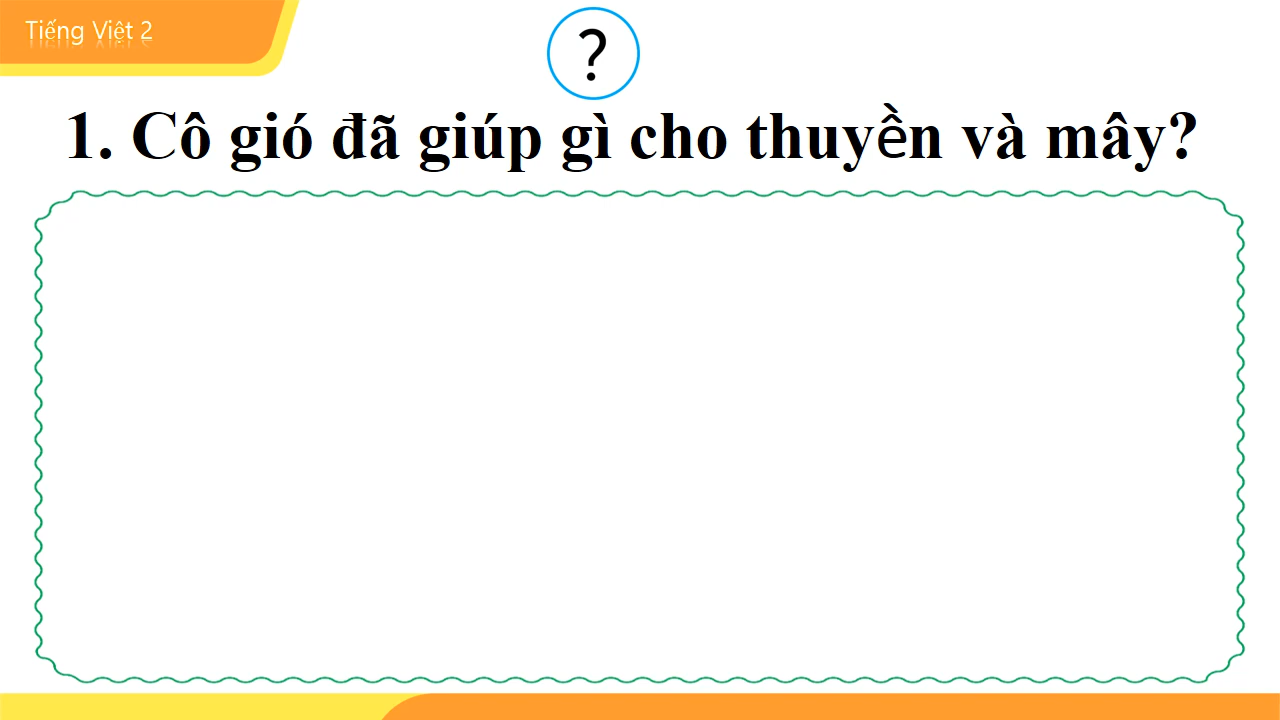 Tiếng Việt 2
?
1. Cô gió đã giúp gì cho thuyền và mây?